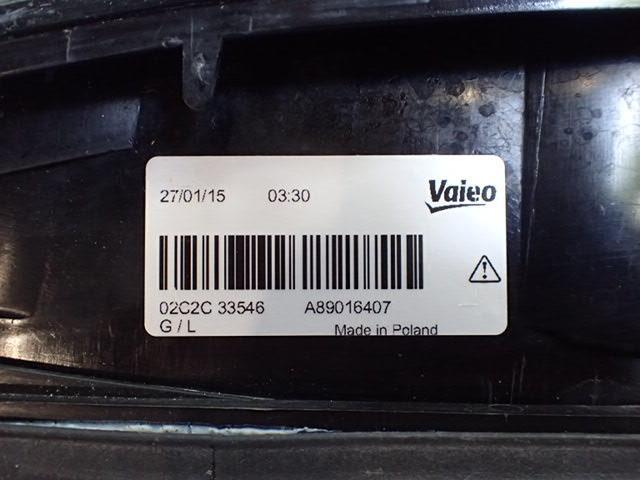 27/01/15 03:30 Valeo
02C2C 33546 A89016407
G / L Made in Poland